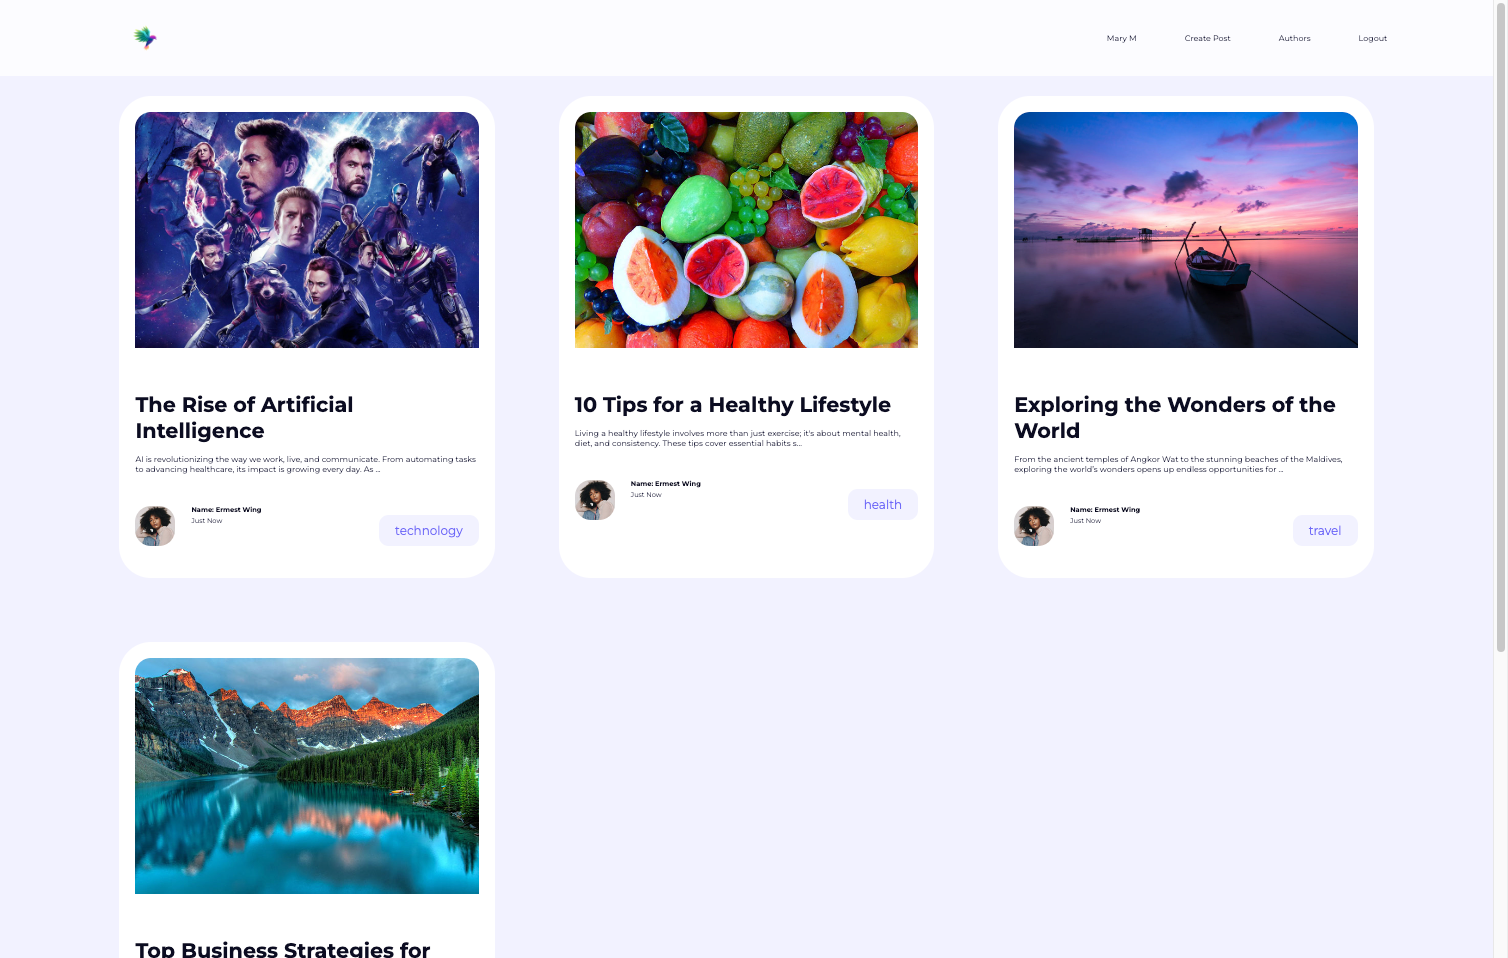 Mary M
Create Post
Authors
Logout
The Rise of Artificial
Intelligence
AI is revolutionizing the way we work, live, and communicate. From automating tasks
to advancing healthcare, its impact is growing every day. As ...
Name: Ermest Wing
Just Now
technology
10 Tips for a Healthy Lifestyle
Living a healthy lifestyle involves more than just exercise; it's about mental health,
diet, and consistency. These tips cover essential habits s...
Name: Ermest Wing
Just Now
health
Exploring the Wonders of the
World
From the ancient temples of Angkor Wat to the stunning beaches of the Maldives,
exploring the world's wonders opens up endless opportunities for ...
Name: Ermest Wing
Just Now
travel
Top Business Strategies for